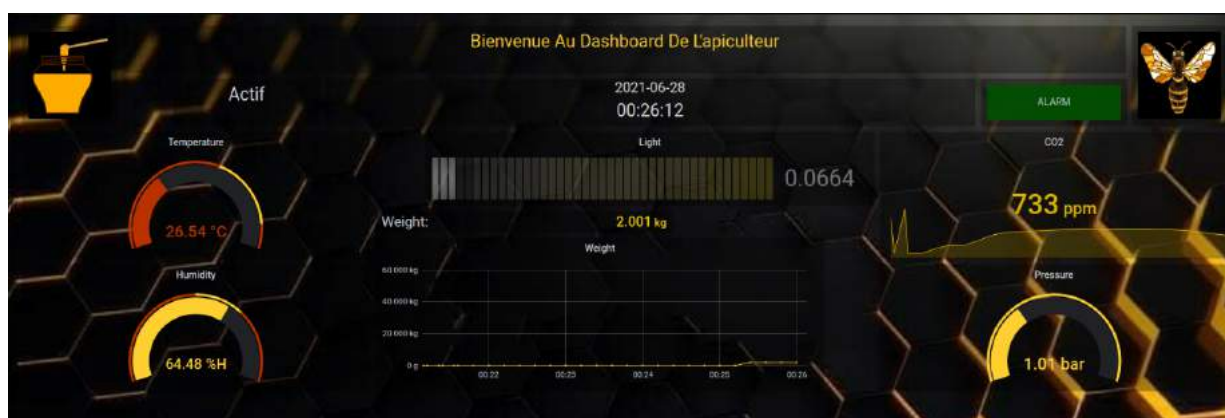 Bienvenue Au Dashboard De L'apiculteur
Actif
2021-06-28
00:26:12
ALARM
Temperature
26.54 °C
Light
0.0664
CO2
733 ppm
Weight:
2.001 kg
Weight
60 000 kg
40 000 kg
20 000 kg
0 g
00:22
00:23
00:24
00:25
00:26
Humidity
64.48 %H
Pressure
1.01 bar